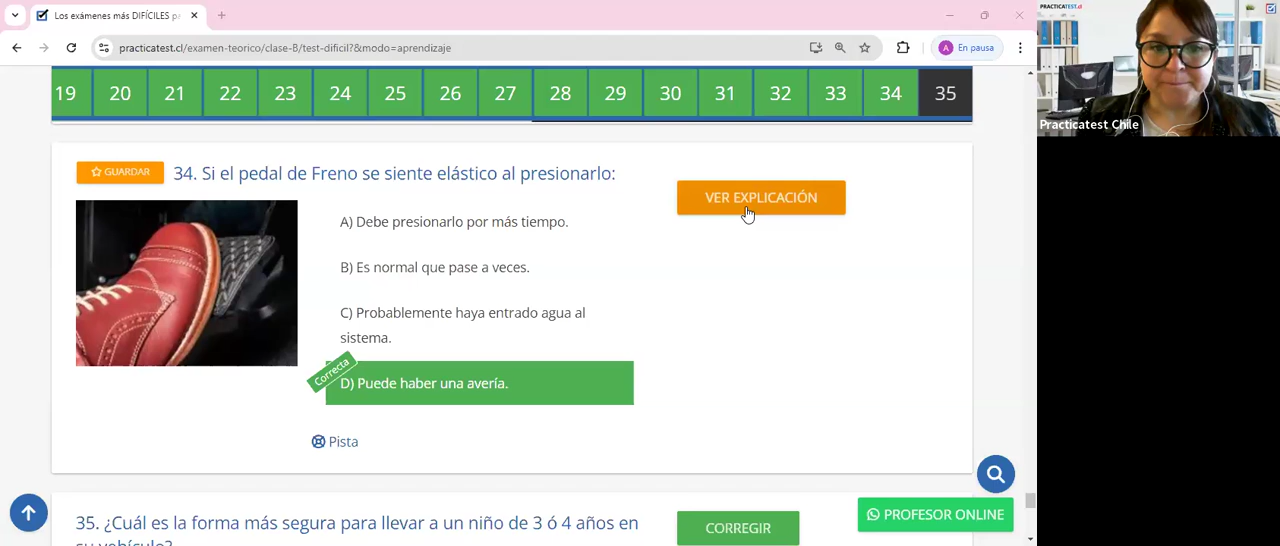 Los exámenes más DIFÍCILES pa
practicatest.cl/examen-teorico/clase-B/test-dificil?&modo=aprendizaje
A
En pausa
PRACTICATEST.cl
Practicatest Chile
19 20 21 22 23 24 25 26 27 28 29 30 31 32 33 34 35
GUARDAR
34. Si el pedal de Freno se siente elástico al presionarlo:
VER EXPLICACIÓN
A) Debe presionarlo por más tiempo.
B) Es normal que pase a veces.
C) Probablemente haya entrado agua al
sistema.
Correcta
D) Puede haber una avería.
Pista
PROFESOR ONLINE
35. ¿Cuál es la forma más segura para llevar a un niño de 3 ó 4 años en
su vehículo?
CORREGIR